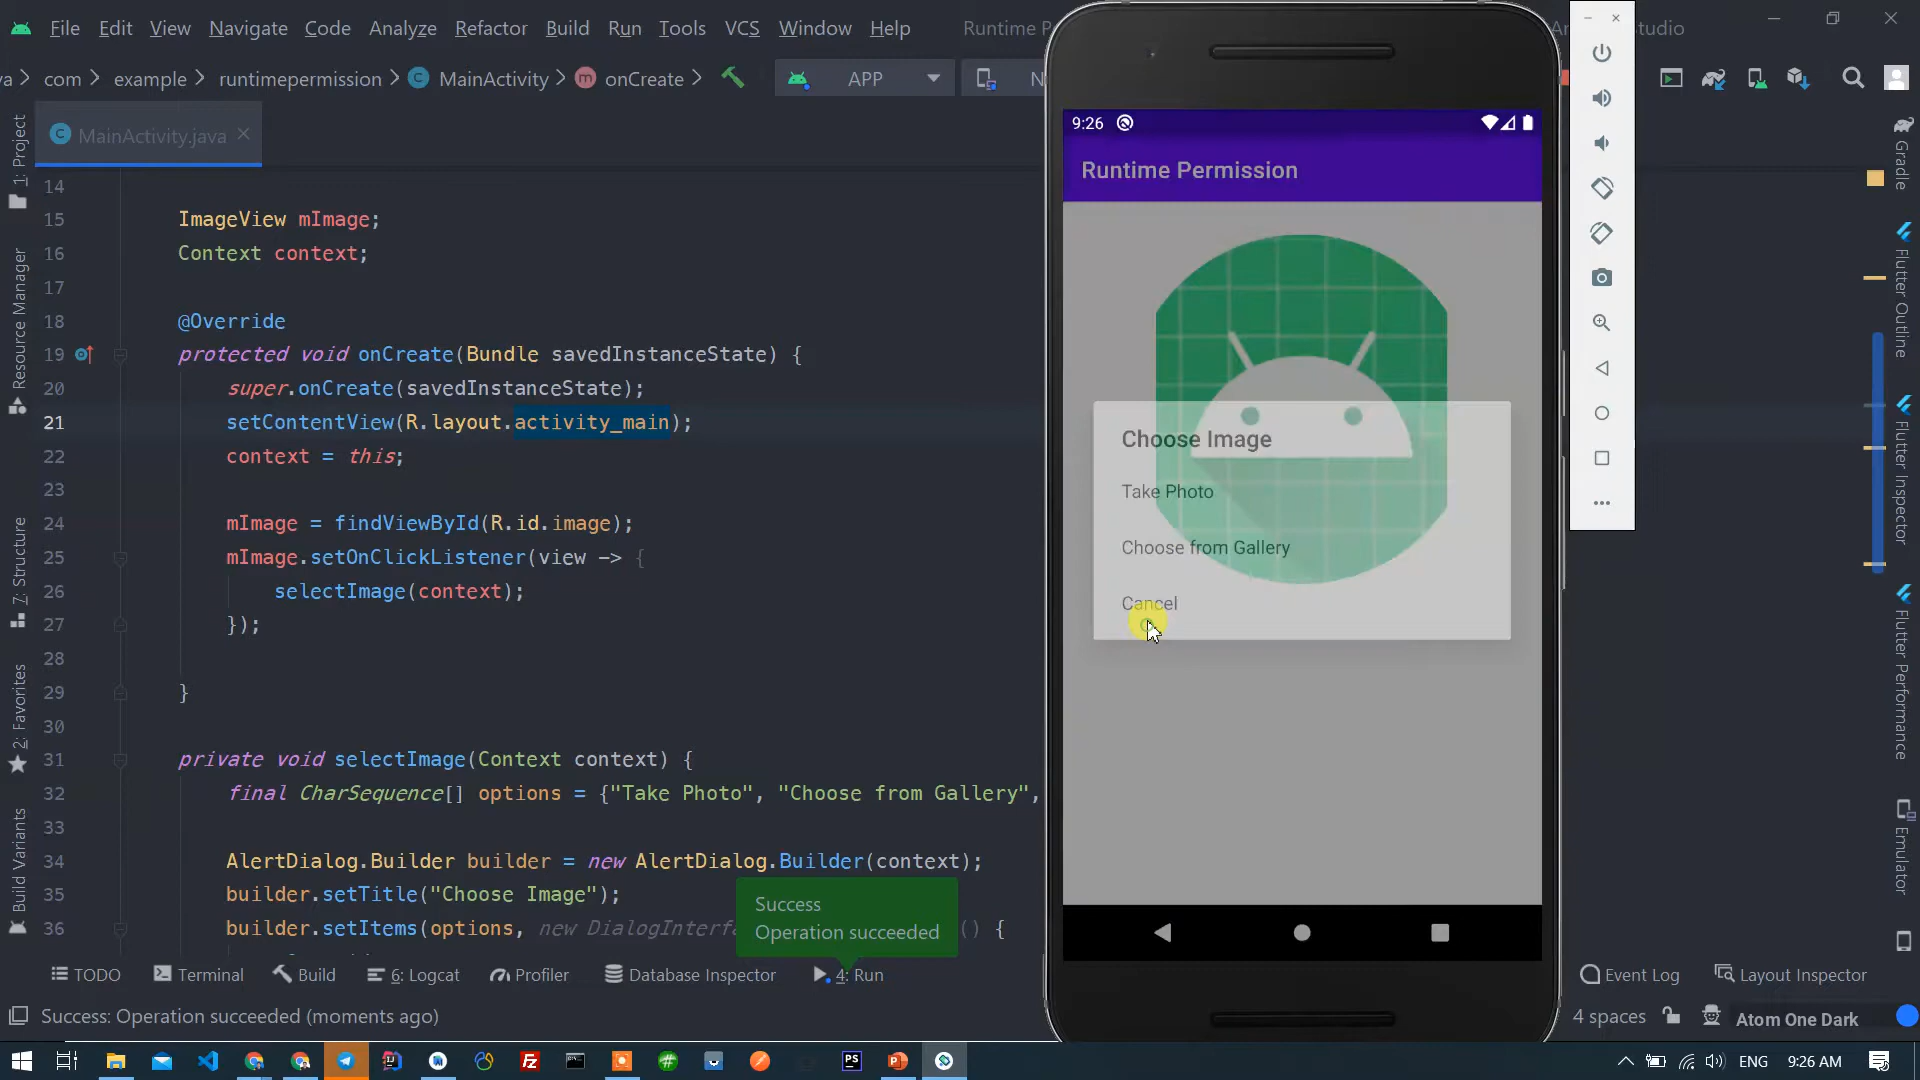 File Edit View Navigate Code Analyze Refactor Build Run Tools VCS Window Help Runtime P
tudio
va com example runtimepermission MainActivity onCreate APP N
MainActivity.java
1: Project
Resource Manager
7: Structure
2: Favorites
Build Variants
14
15 ImageView mImage;
16 Context context;
17
18 @Override
19 protected void onCreate(Bundle savedInstanceState) {
20 super.onCreate(savedInstanceState);
21 setContentView(R.layout.activity_main);
22 context = this;
23
24 mImage = findViewById(R.id.image);
25 mImage.setOnClickListener(view -> {
26 selectImage(context);
27 });
28
29 }
30
31 private void selectImage(Context context) {
32 final CharSequence[] options = {"Take Photo", "Choose from Gallery",
33
34 AlertDialog.Builder builder = new AlertDialog.Builder(context);
35 builder.setTitle("Choose Image");
36 builder.setItems(options, new DialogInterfa () {
Success
Operation succeeded
9:26
Runtime Permission
Choose Image
Take Photo
Choose from Gallery
Cancel
Gradle
Flutter Outline
Flutter Inspector
Flutter Performance
Emulator
TODO Terminal Build 6: Logcat Profiler Database Inspector 4: Run Event Log Layout Inspector
Success: Operation succeeded (moments ago) 4 spaces Atom One Dark
PS ENG 9:26 AM